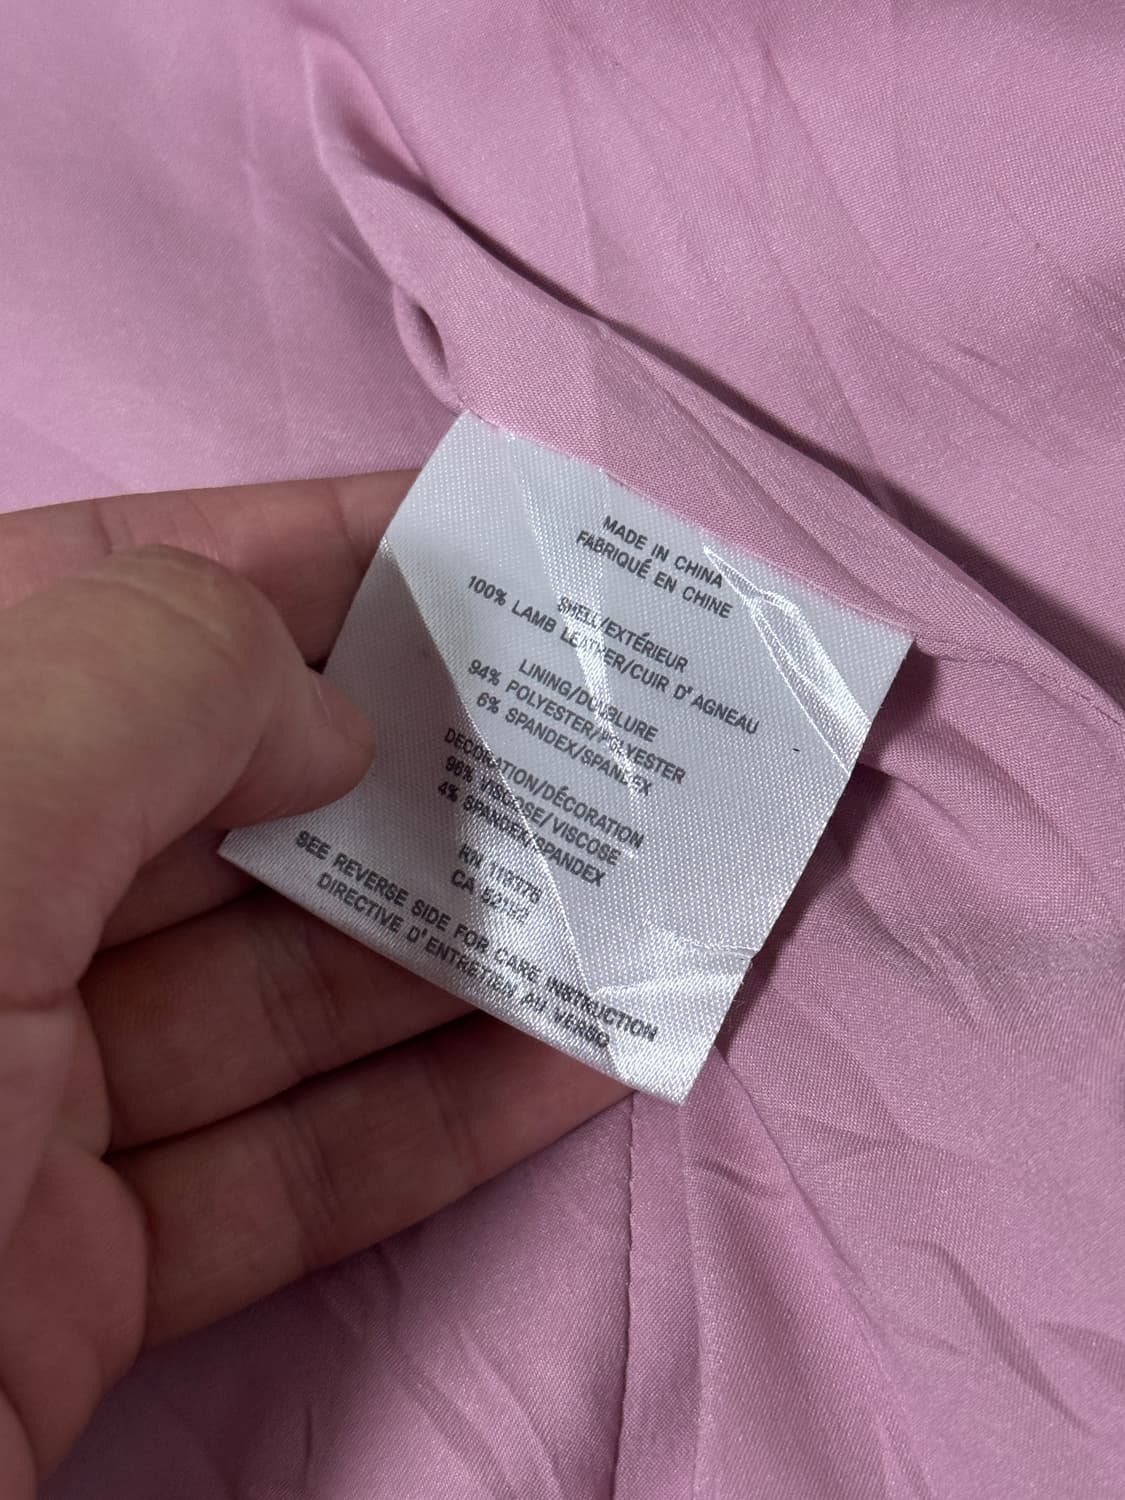 MADE IN CHINA
FABRIQUÉ EN CHINE
SHELL/EXTÉRIEUR
100% LAMB LEATHER/CUIR D'AGNEAU
LINING/DOUBLURE
94% POLYESTER/POLYESTER
6% SPANDEX/SPANDEX
DECORATION/DÉCORATION
96% VISCOSE/VISCOSE
4% SPANDEX/SPANDEX
RN
CA
SEE REVERSE SIDE FOR CARE INSTRUCTION
DIRECTIVE D'ENTRETIEN AU VERSO